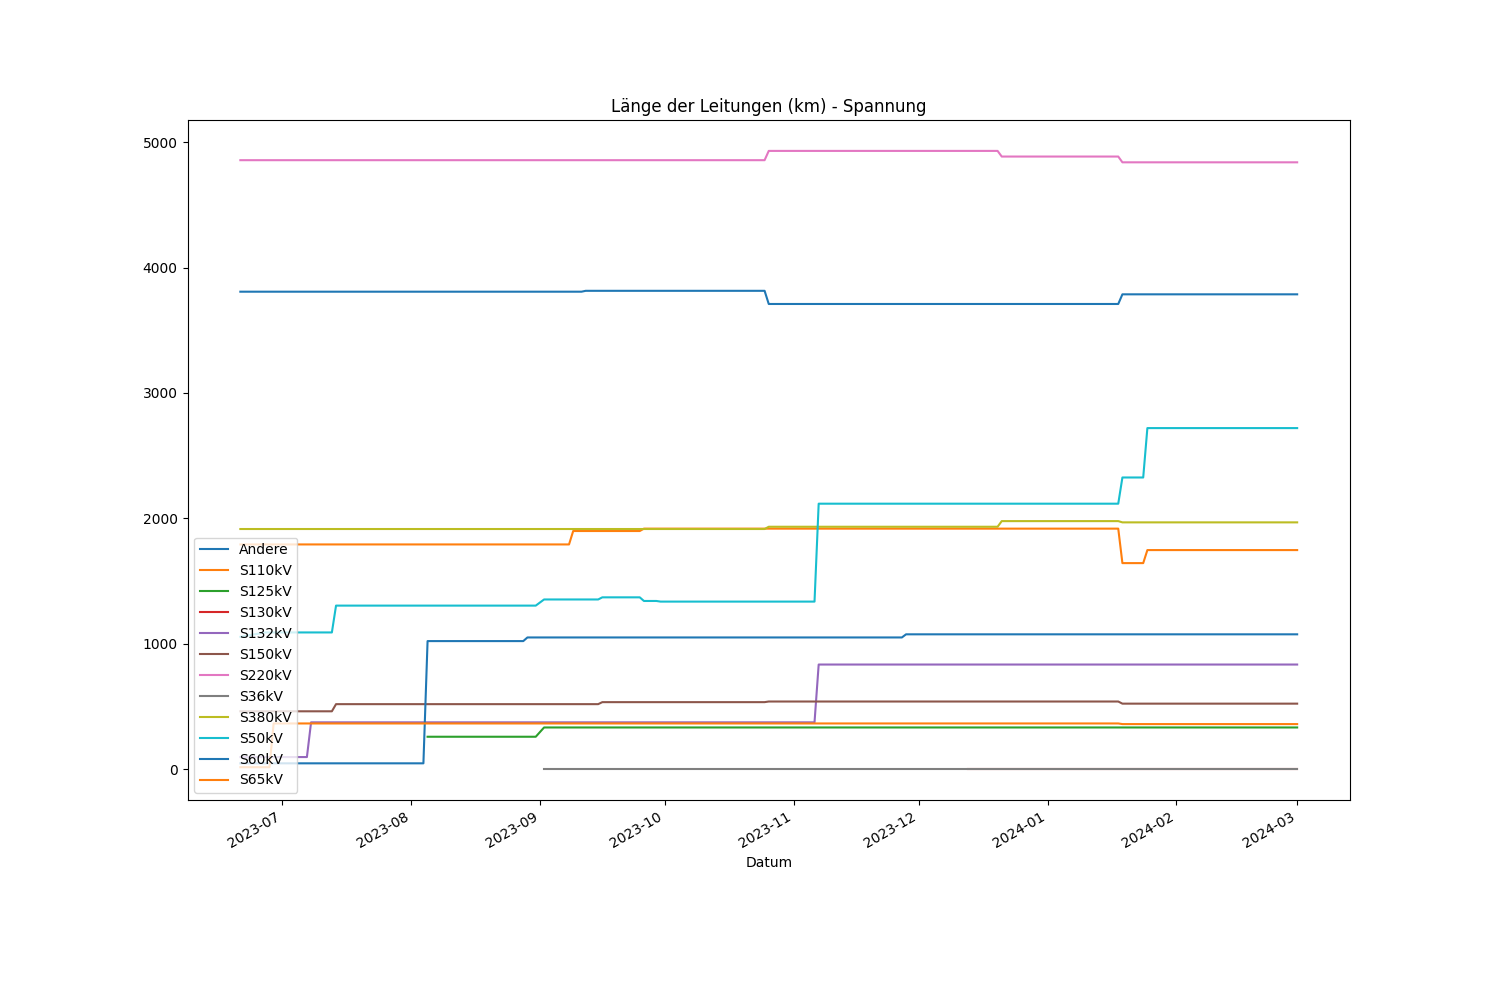 Länge der Leitungen (km) - Spannung
5000
4000
3000
2000
1000
0
Andere
S110kV
S125kV
S130kV
S132kV
S150kV
S220kV
S36kV
S380kV
S50kV
S60kV
S65kV
2023-07
2023-08
2023-09
2023-10
2023-11
2023-12
2024-01
2024-02
2024-03
Datum